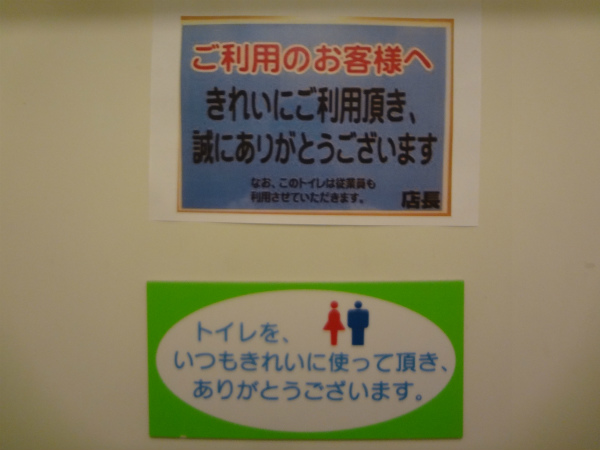 ご利用のお客様へ
きれいにご利用頂き、
誠にありがとうございます
なお、このトイレは従業員も
利用させていただきます。
店長
トイレを、
いつもきれいに使って頂き、
ありがとうございます。